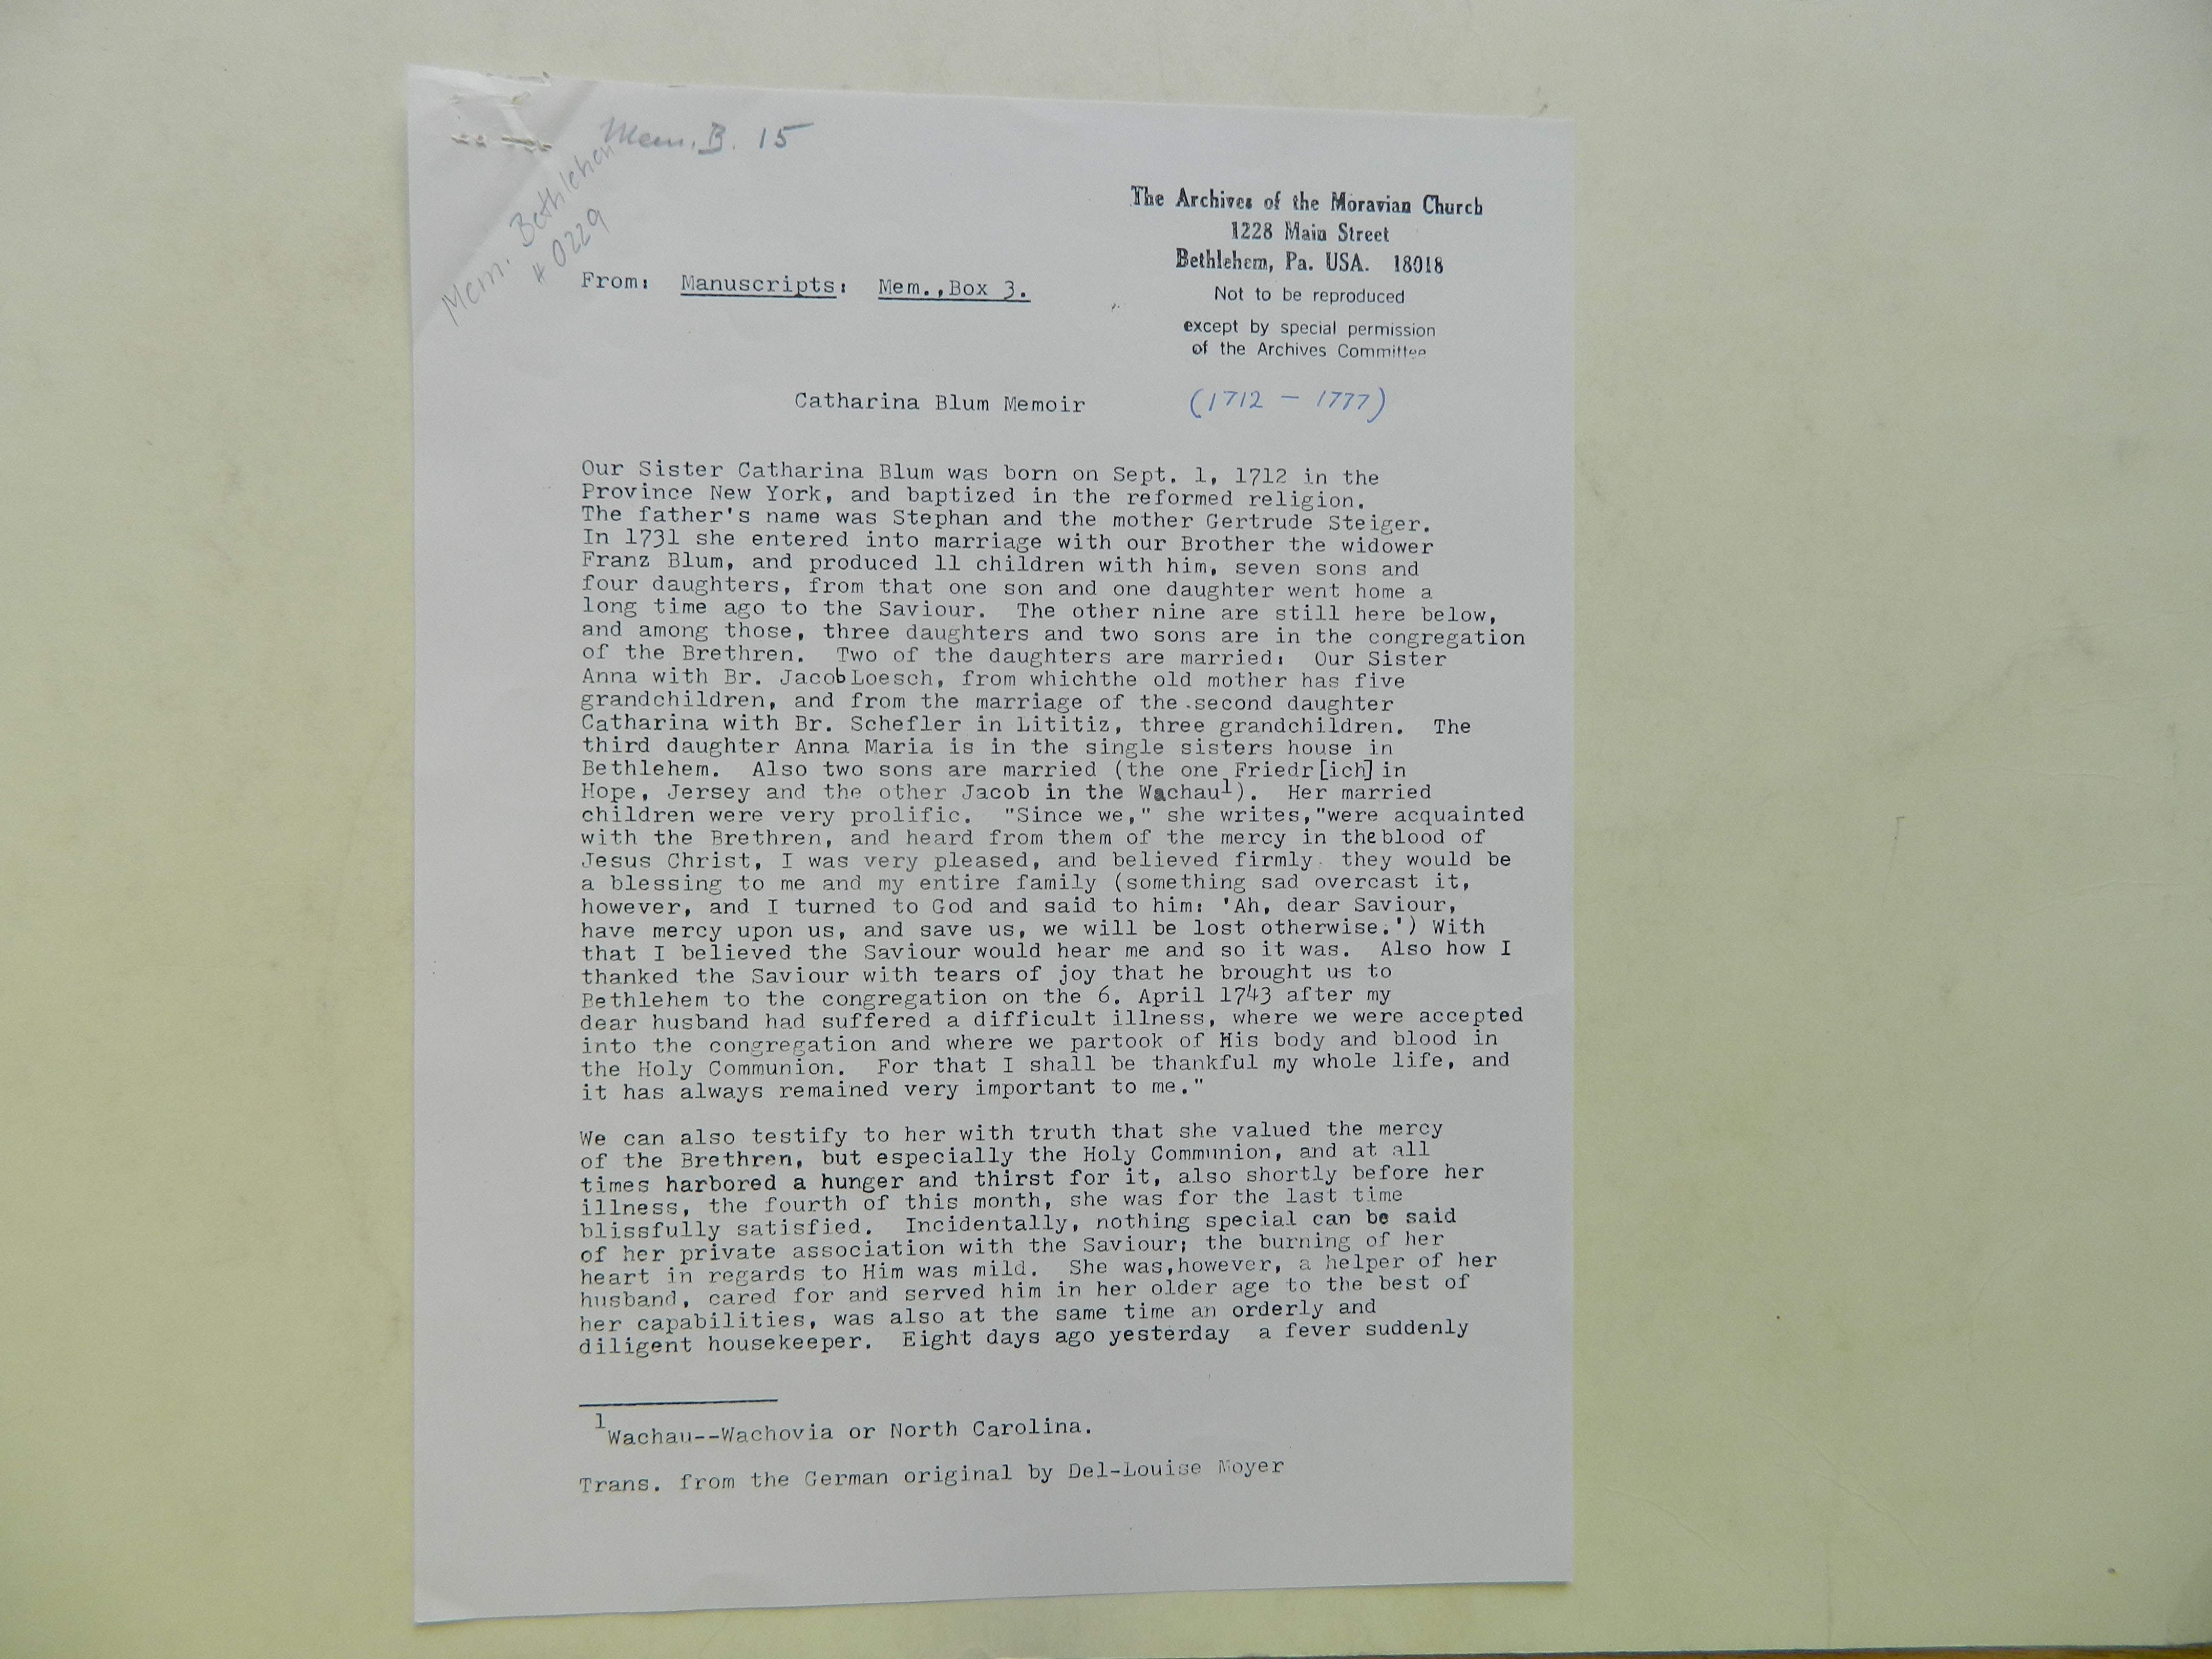 Mem. B. 15
Mem. Bethlehem
# 0229
The Archives of the Moravian Church
1228 Main Street
Bethlehem, Pa. USA. 18018
Not to be reproduced
except by special permission
of the Archives Committee
From: Manuscripts: Mem., Box 3.
Catharina Blum Memoir (1712 - 1777)
Our Sister Catharina Blum was born on Sept. 1, 1712 in the
Province New York, and baptized in the reformed religion.
The father's name was Stephan and the mother Gertrude Steiger.
In 1731 she entered into marriage with our Brother the widower
Franz Blum, and produced 11 children with him, seven sons and
four daughters, from that one son and one daughter went home a
long time ago to the Saviour. The other nine are still here below,
and among those, three daughters and two sons are in the congregation
of the Brethren. Two of the daughters are married: Our Sister
Anna with Br. Jacob Loesch, from whichthe old mother has five
grandchildren, and from the marriage of the second daughter
Catharina with Br. Schefler in Lititiz, three grandchildren. The
third daughter Anna Maria is in the single sisters house in
Bethlehem. Also two sons are married (the one Friedr[ich] in
Hope, Jersey and the other Jacob in the Wachau1). Her married
children were very prolific. "Since we," she writes,"were acquainted
with the Brethren, and heard from them of the mercy in the blood of
Jesus Christ, I was very pleased, and believed firmly they would be
a blessing to me and my entire family (something sad overcast it,
however, and I turned to God and said to him: 'Ah, dear Saviour,
have mercy upon us, and save us, we will be lost otherwise.') With
that I believed the Saviour would hear me and so it was. Also how I
thanked the Saviour with tears of joy that he brought us to
Bethlehem to the congregation on the 6. April 1743 after my
dear husband had suffered a difficult illness, where we were accepted
into the congregation and where we partook of His body and blood in
the Holy Communion. For that I shall be thankful my whole life, and
it has always remained very important to me."
We can also testify to her with truth that she valued the mercy
of the Brethren, but especially the Holy Communion, and at all
times harbored a hunger and thirst for it, also shortly before her
illness, the fourth of this month, she was for the last time
blissfully satisfied. Incidentally, nothing special can be said
of her private association with the Saviour; the burning of her
heart in regards to Him was mild. She was,however, a helper of her
husband, cared for and served him in her older age to the best of
her capabilities, was also at the same time an orderly and
diligent housekeeper. Eight days ago yesterday a fever suddenly
1Wachau--Wachovia or North Carolina.
Trans. from the German original by Del-Louise Moyer